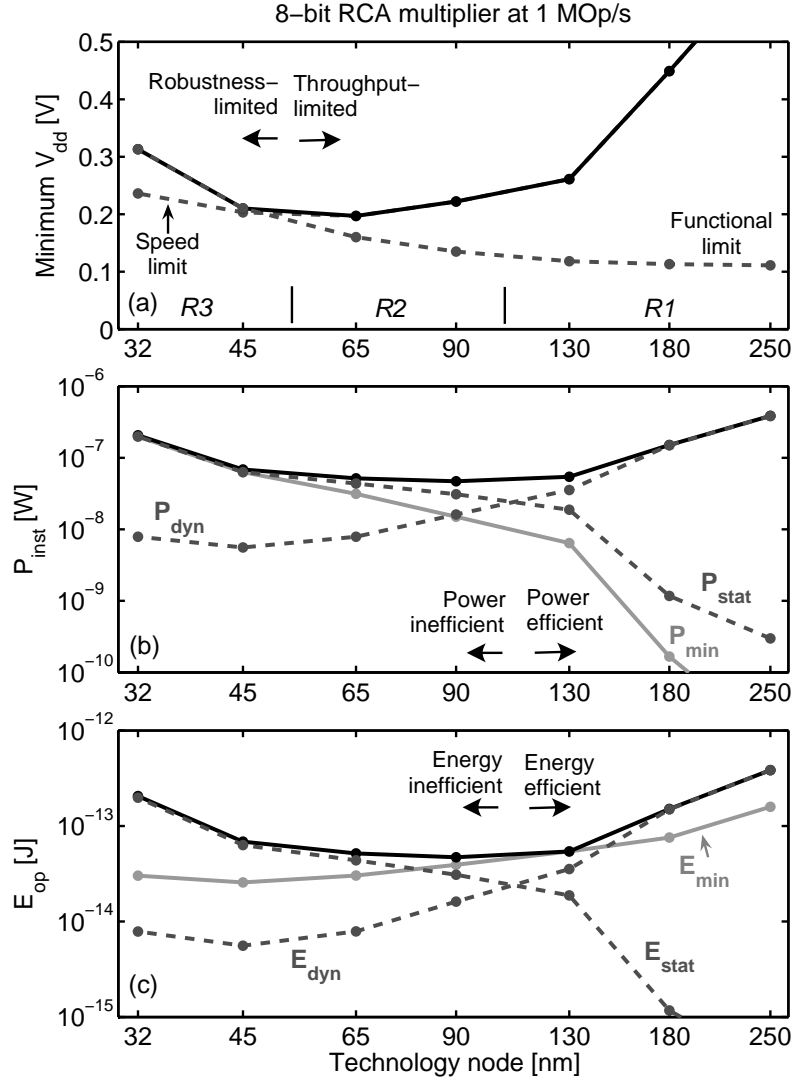 8−bit RCA multiplier at 1 MOp/s
Minimum V_dd [V]
0.5
0.4
0.3
0.2
0.1
0
Robustness−
limited
Throughput−
limited
Speed
limit
Functional
limit
(a)
R3
R2
R1
32 45 65 90 130 180 250
P_inst [W]
10^−6
10^−7
10^−8
10^−9
10^−10
P_dyn
P_stat
P_min
Power
inefficient
Power
efficient
(b)
32 45 65 90 130 180 250
E_op [J]
10^−12
10^−13
10^−14
10^−15
Energy
inefficient
Energy
efficient
E_min
E_dyn
E_stat
(c)
32 45 65 90 130 180 250
Technology node [nm]